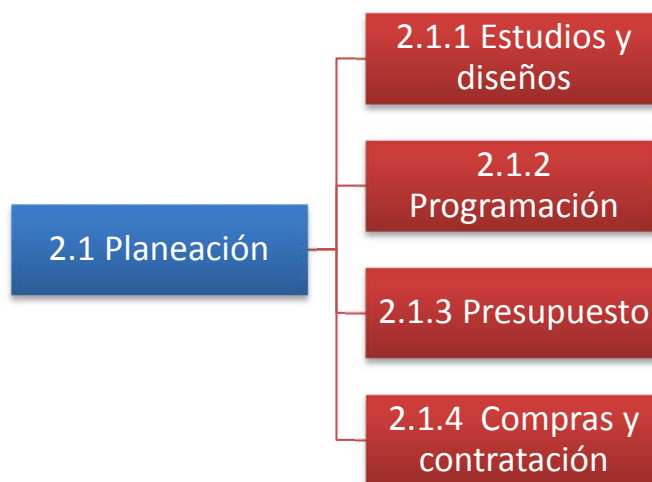 2.1 Planeación
2.1.1 Estudios y
diseños
2.1.2
Programación
2.1.3 Presupuesto
2.1.4  Compras y
contratación